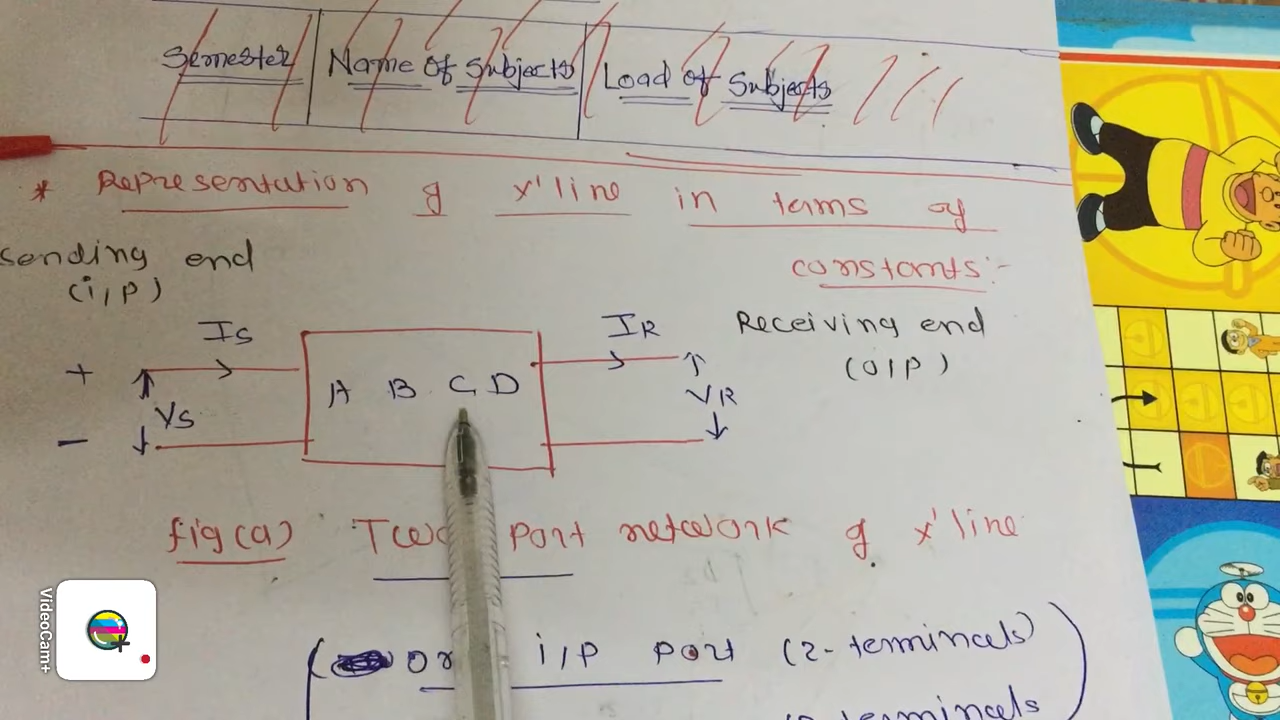 Semester Name Of Subjects Load of Subjects
* Representation of x'line in terms of
constants:-
sending end
(i/p)
Is
IR
Receiving end
(O/P)
+
Vs
-
A B C D
VR
fig(a) Two Port network of x'line
i/p port (2-terminals)
terminals
VideoCam+